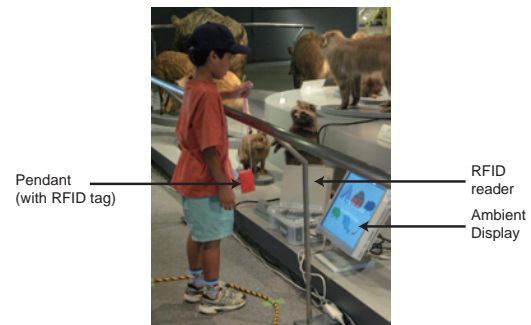 Pendant
(with RFID tag)
RFID
reader
Ambient
Display